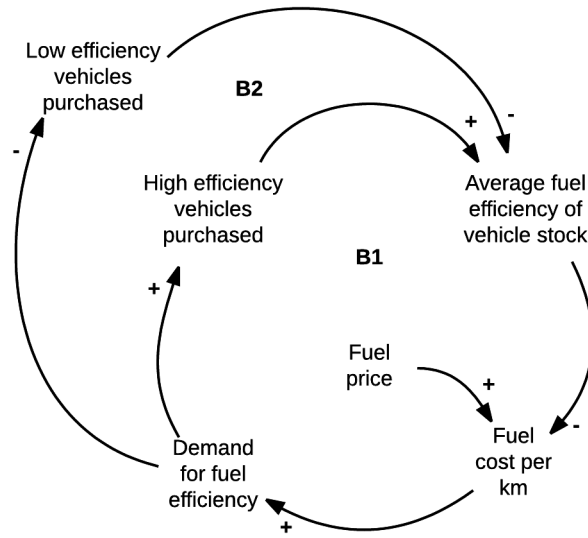 Low efficiency
vehicles
purchased
B2
+
-
-
High efficiency
vehicles
purchased
Average fuel
efficiency of
vehicle stock
B1
+
Fuel
price
+
-
Fuel
cost per
km
Demand
for fuel
efficiency
+